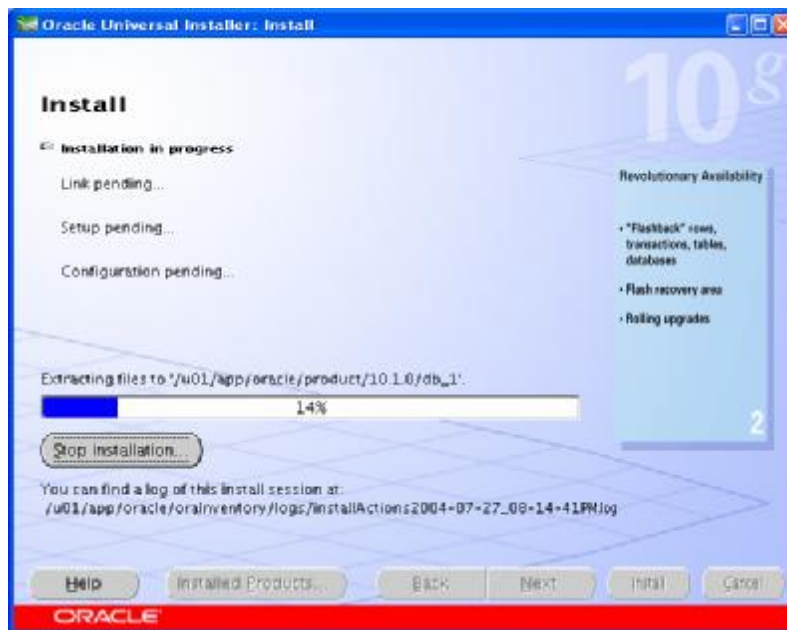 Oracle Universal Installer: Install
10g
Install
Installation in progress
Link pending...
Setup pending...
Configuration pending...
Revolutionary Availability
• "Flashback" rows,
transactions, tables,
databases
• Flash recovery area
• Rolling upgrades
2
Extracting files to '/u01/app/oracle/product/10.1.0/db_1'.
14%
Stop installation...
You can find a log of this install session at:
/u01/app/oracle/oraInventory/logs/installActions2004-07-27_08-14-41PM.log
Help
Installed Products...
Back
Next
Install
Cancel
ORACLE